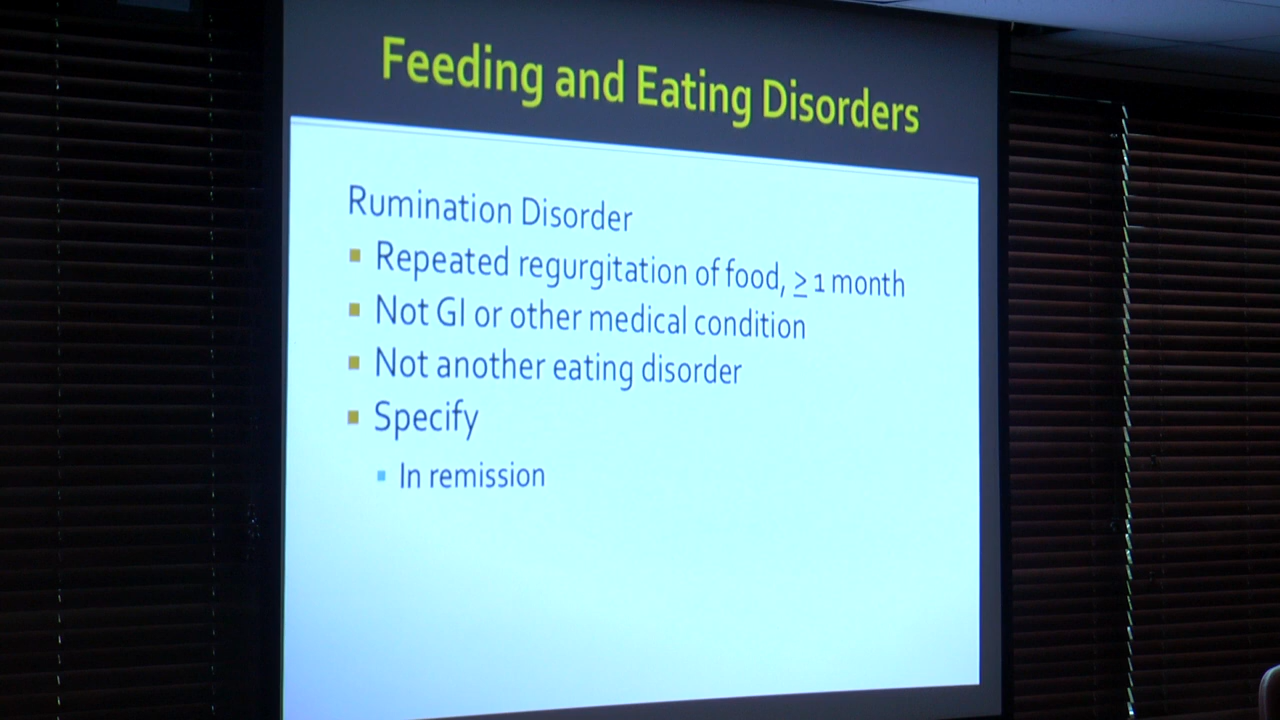 Feeding and Eating Disorders
Rumination Disorder
Repeated regurgitation of food, ≥ 1 month
Not GI or other medical condition
Not another eating disorder
Specify
In remission